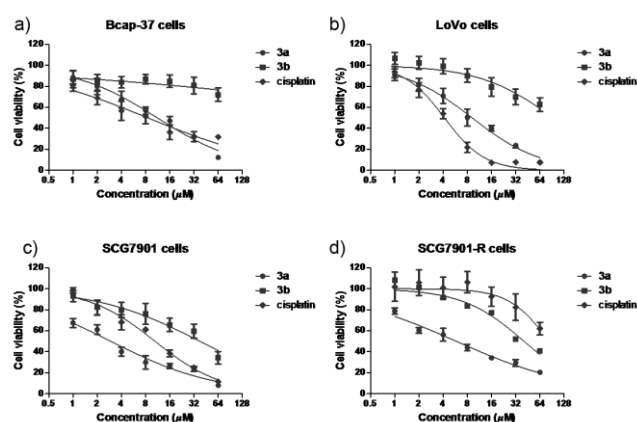 a) Bcap-37 cells
Cell viability (%)
120
100
80
60
40
20
0
0.5 1 2 4 8 16 32 64 128
Concentration (μM)
3a
3b
cisplatin
b) LoVo cells
Cell viability (%)
120
100
80
60
40
20
0
0.5 1 2 4 8 16 32 64 128
Concentration (μM)
3a
3b
cisplatin
c) SCG7901 cells
Cell viability (%)
120
100
80
60
40
20
0
0.5 1 2 4 8 16 32 64 128
Concentration (μM)
3a
3b
cisplatin
d) SCG7901-R cells
Cell viability (%)
120
100
80
60
40
20
0
0.5 1 2 4 8 16 32 64 128
Concentration (μM)
3a
3b
cisplatin